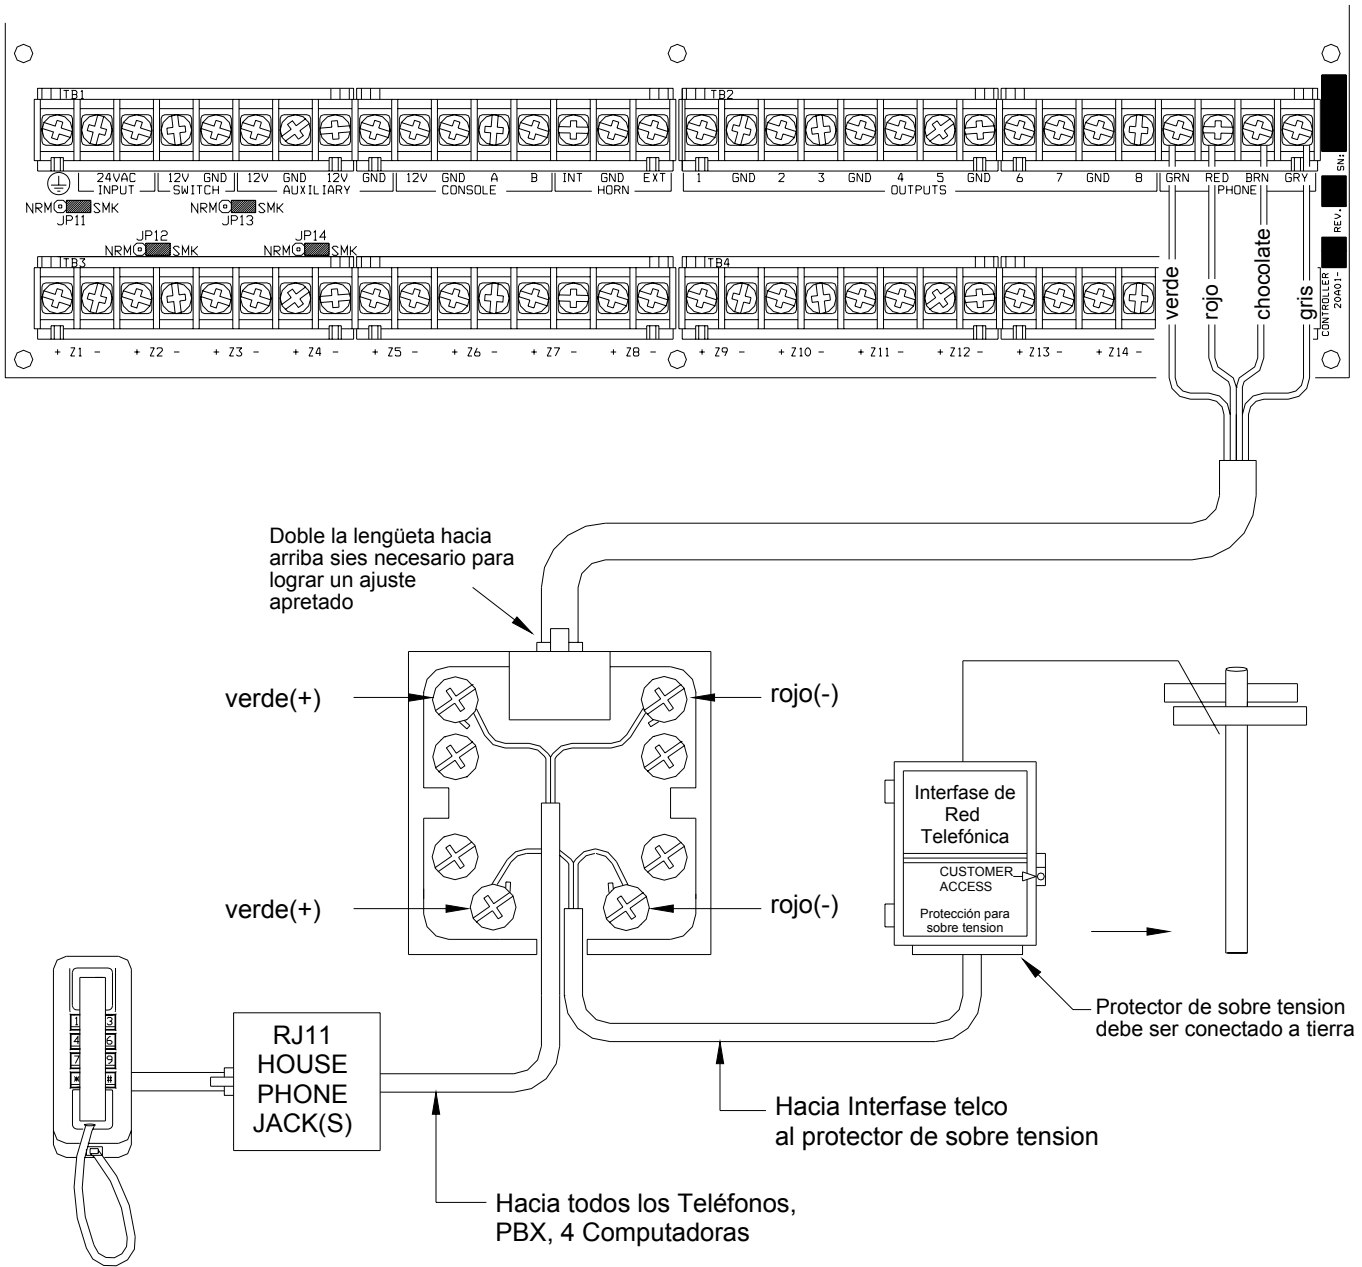 TB1
TB2
24VAC 12V GND 12V GND 12V GND 12V GND A B INT GND EXT 1 GND 2 3 GND 4 5 GND 6 7 GND 8 GRN RED BRN GRY
INPUT SWITCH AUXILIARY CONSOLE HORN OUTPUTS PHONE
SN:
REV.
NRM SMK
JP11
NRM SMK
JP13
JP12
NRM SMK
JP14
NRM SMK
verde
rojo
chocolate
gris
CONTROLLER
20A01-
TB3
TB4
+ Z1 - + Z2 - + Z3 - + Z4 - + Z5 - + Z6 - + Z7 - + Z8 - + Z9 - + Z10 - + Z11 - + Z12 - + Z13 - + Z14 -
Doble la lengüeta hacia
arriba sies necesario para
lograr un ajuste
apretado
verde(+)
rojo(-)
verde(+)
rojo(-)
Interfase de
Red
Telefónica
CUSTOMER
ACCESS
Protección para
sobre tension
Protector de sobre tension
debe ser conectado a tierra
1 3
4 6
7 9
* #
RJ11
HOUSE
PHONE
JACK(S)
Hacia Interfase telco
al protector de sobre tension
Hacia todos los Teléfonos,
PBX, 4 Computadoras